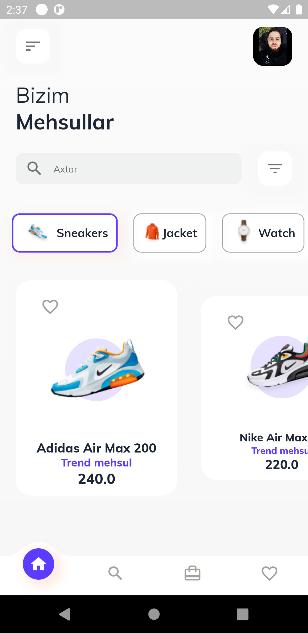 2:37
Bizim
Mehsullar
Axtar
Sneakers
Jacket
Watch
Adidas Air Max 200
Trend mehsul
240.0
Nike Air Max
Trend mehsu
220.0